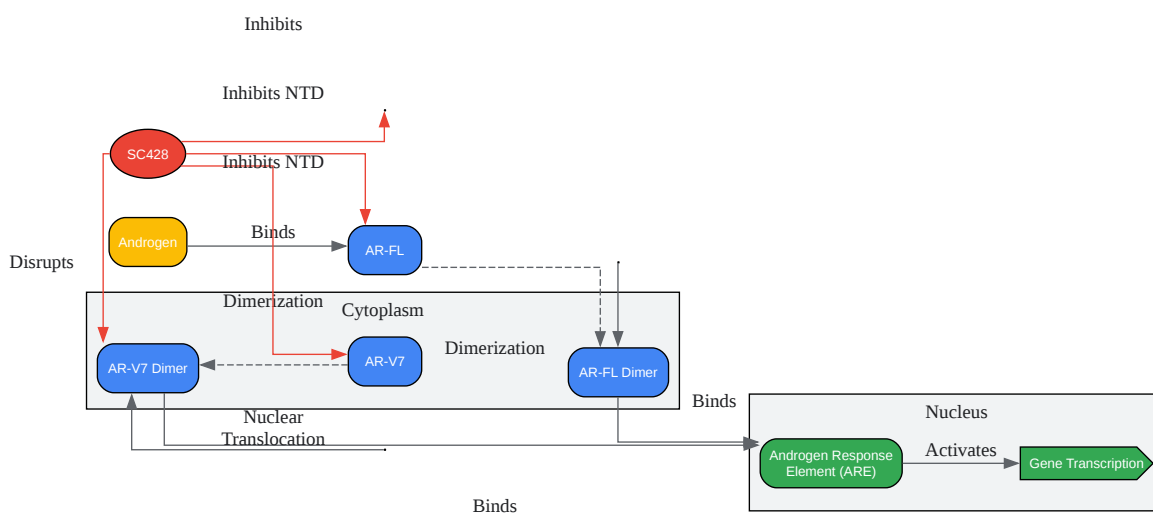 Inhibits
Inhibits NTD
SC428
Inhibits NTD
Androgen
Binds
AR-FL
Disrupts
Dimerization
Cytoplasm
Dimerization
AR-V7 Dimer
AR-V7
AR-FL Dimer
Binds
Nuclear
Translocation
Nucleus
Androgen Response
Element (ARE)
Activates
Gene Transcription
Binds